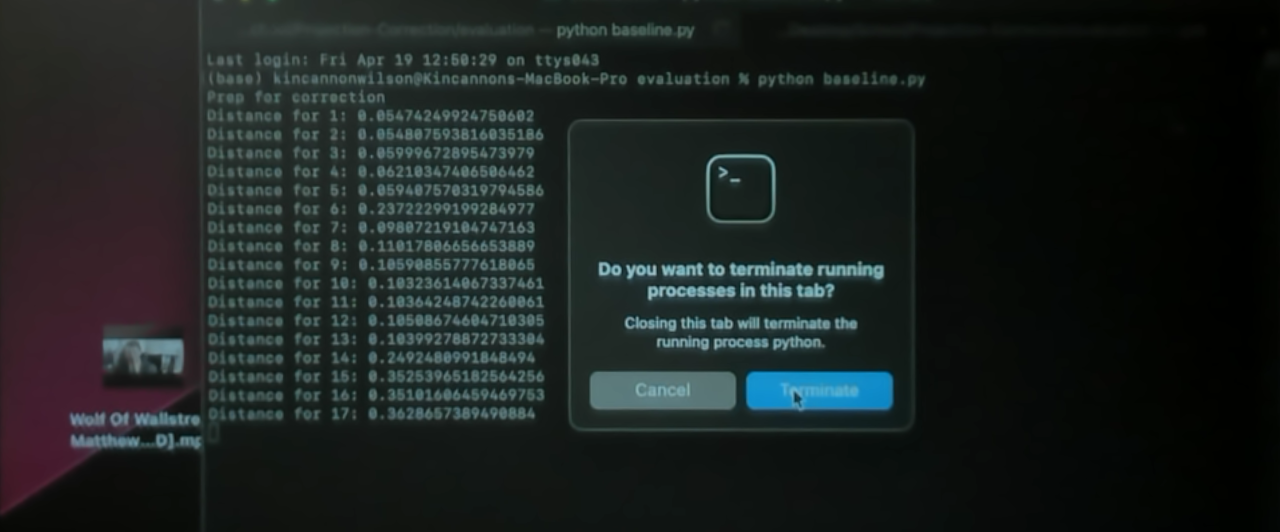 — python baseline.py
Last login: Fri Apr 19 12:50:29 on ttys043
(base) kincannonwilson@Kincannons-MacBook-Pro evaluation % python baseline.py
Prep for correction
Distance for 1: 0.05474249924750602
Distance for 2: 0.054807593816035186
Distance for 3: 0.05999672895473979
Distance for 4: 0.06210347406506462
Distance for 5: 0.059407570319794586
Distance for 6: 0.23722299199284977
Distance for 7: 0.09807219104747163
Distance for 8: 0.11017806656653889
Distance for 9: 0.10590855777618065
Distance for 10: 0.10323614067337461
Distance for 11: 0.10364248742260061
Distance for 12: 0.10508674604710305
Distance for 13: 0.10399278872733304
Distance for 14: 0.2492480991848494
Distance for 15: 0.35253965182564256
Distance for 16: 0.35101606459469753
Distance for 17: 0.3628657389490884
>_
Do you want to terminate running
processes in this tab?
Closing this tab will terminate the
running process python.
Cancel
Terminate
Wolf Of Wallstre
Matthew...D].mp